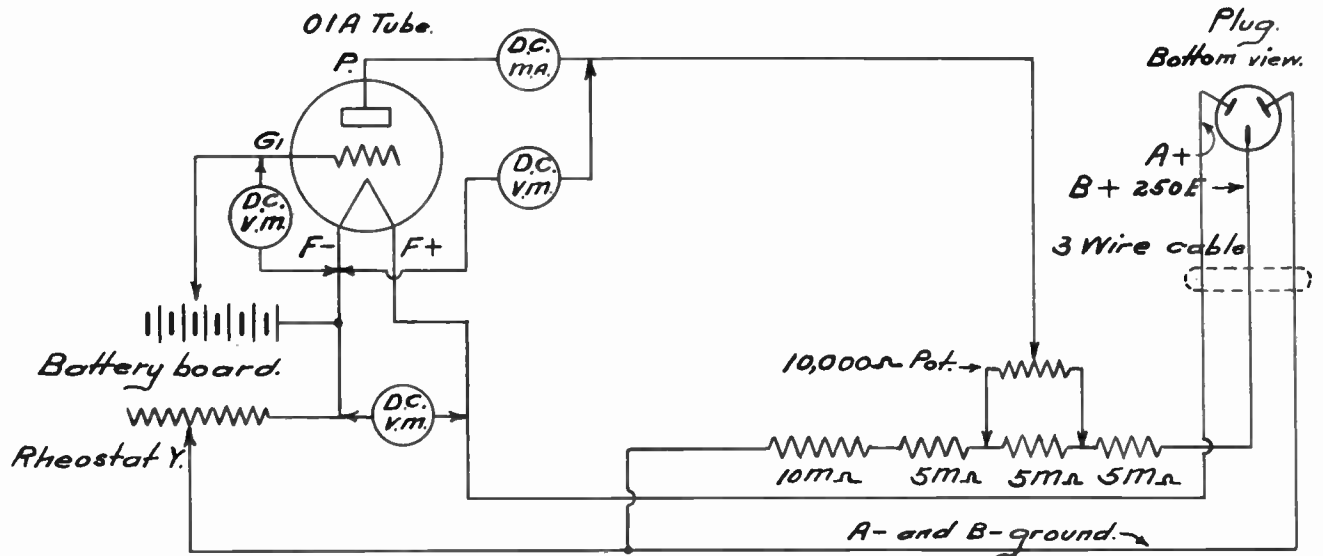 01A Tube.
P.
D.C.
m.A.
Plug.
Bottom view.
G1
D.C.
V.m.
D.C.
V.m.
A+
B + 250E
F-
F+
3 Wire cable
Battery board.
10,000Ω Pot.
D.C.
V.m.
Rheostat Y.
10MΩ
5MΩ
5MΩ
5MΩ
A- and B- ground.